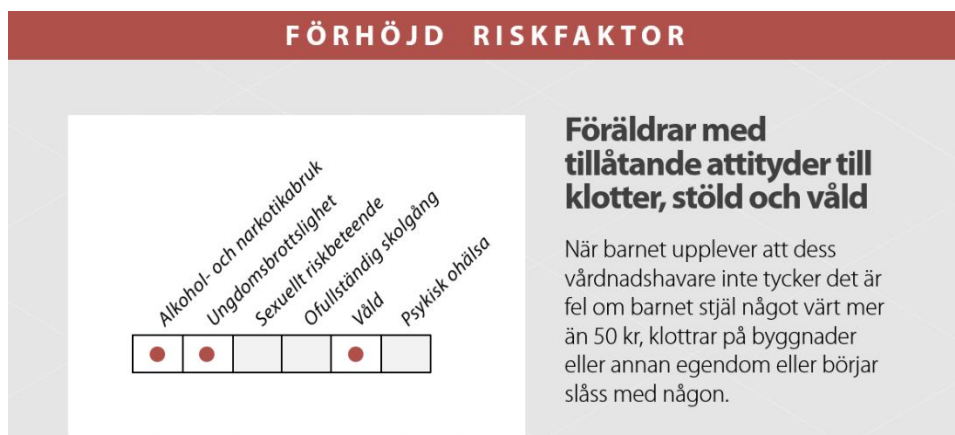 FÖRHÖJD RISKFAKTOR
Alkohol- och narkotikabruk
Ungdomsbrottslighet
Sexuellt riskbeteende
Ofullständig skolgång
Våld
Psykisk ohälsa
Föräldrar med
tillåtande attityder till
klotter, stöld och våld
När barnet upplever att dess
vårdnadshavare inte tycker det är
fel om barnet stjäl något värt mer
än 50 kr, klottrar på byggnader
eller annan egendom eller börjar
slåss med någon.